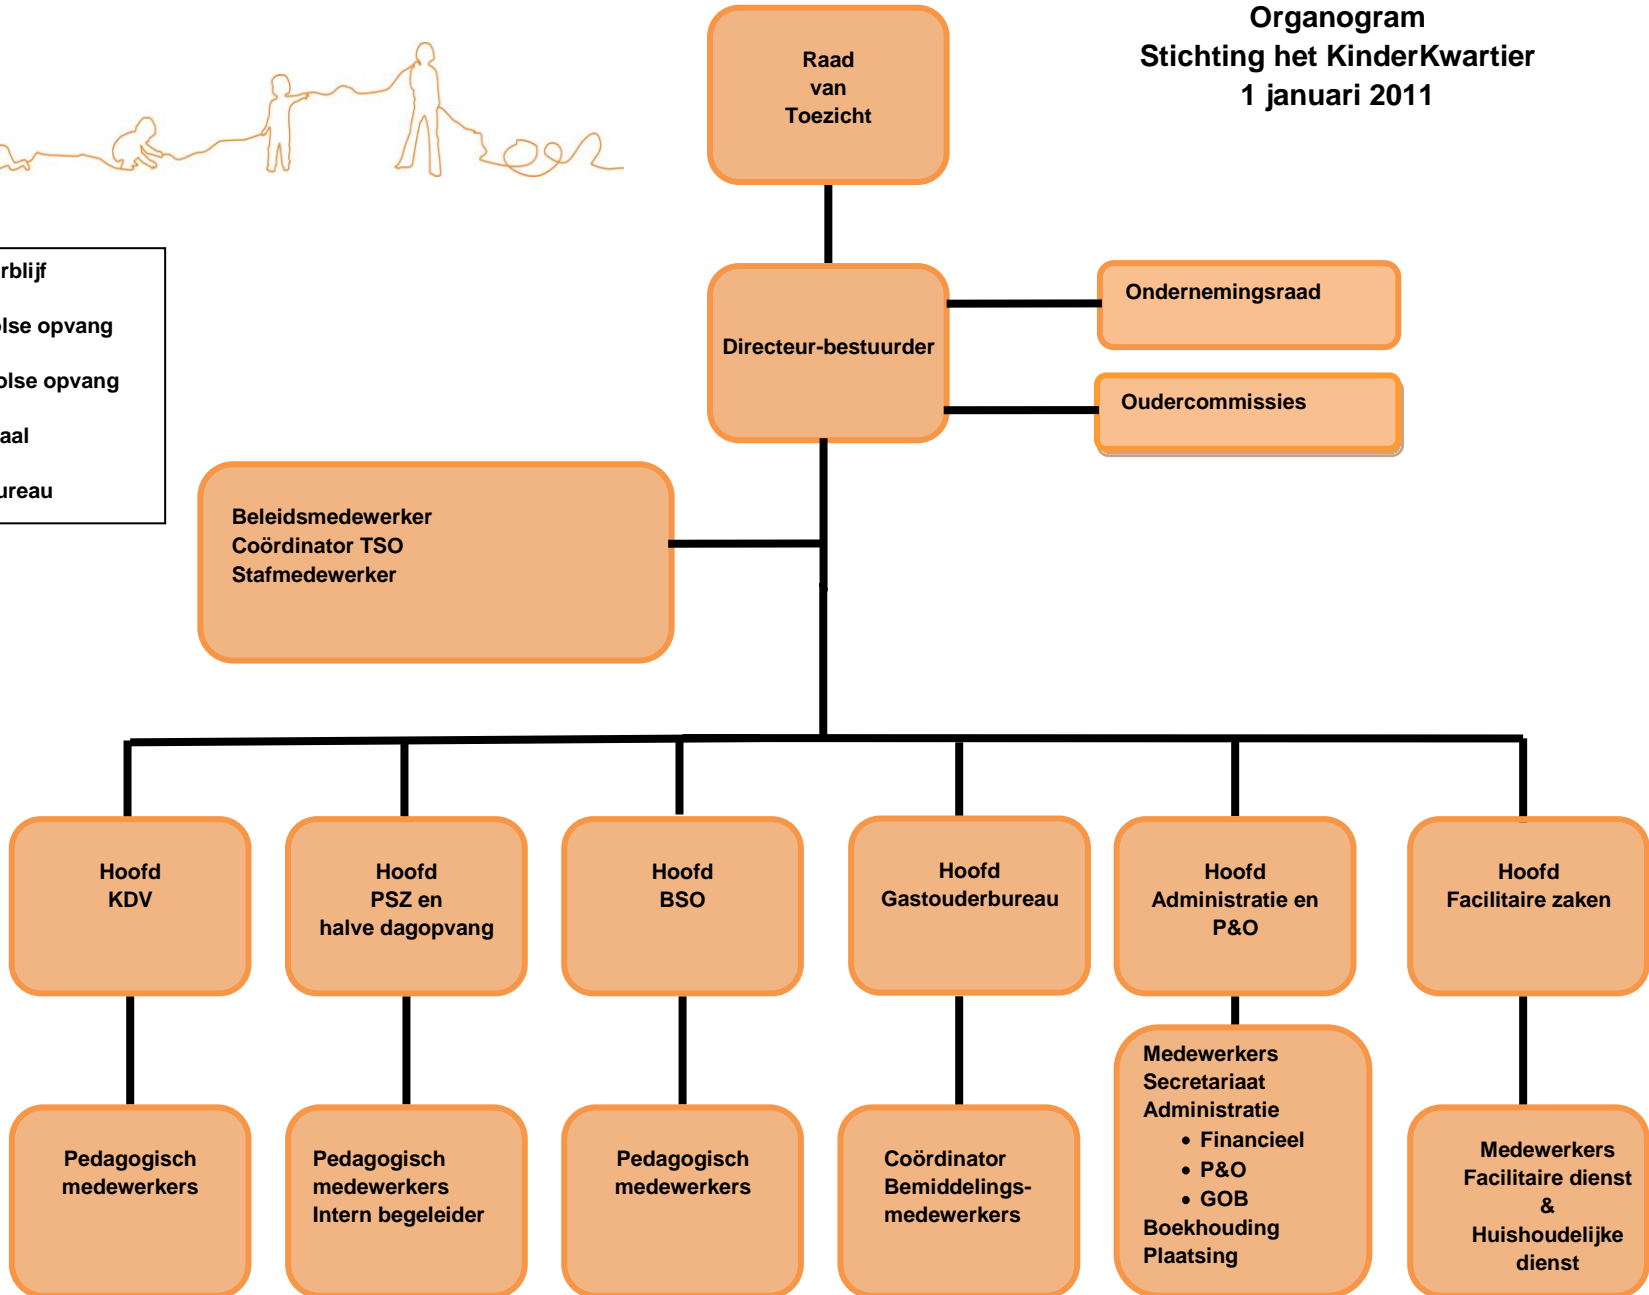 Organogram
Stichting het KinderKwartier
1 januari 2011
Raad
van
Toezicht
opvang
opvang
Directeur-bestuurder
Ondernemingsraad
Oudercommissies
Beleidsmedewerker
Coördinator TSO
Stafmedewerker
Hoofd
KDV
Hoofd
PSZ en
halve dagopvang
Hoofd
BSO
Hoofd
Gastouderbureau
Hoofd
Administratie en
P&O
Hoofd
Facilitaire zaken
Pedagogisch
medewerkers
Pedagogisch
medewerkers
Intern begeleider
Pedagogisch
medewerkers
Coördinator
Bemiddelings-
medewerkers
Medewerkers
Secretariaat
Administratie
• Financieel
• P&O
• GOB
Boekhouding
Plaatsing
Medewerkers
Facilitaire dienst
&
Huishoudelijke
dienst